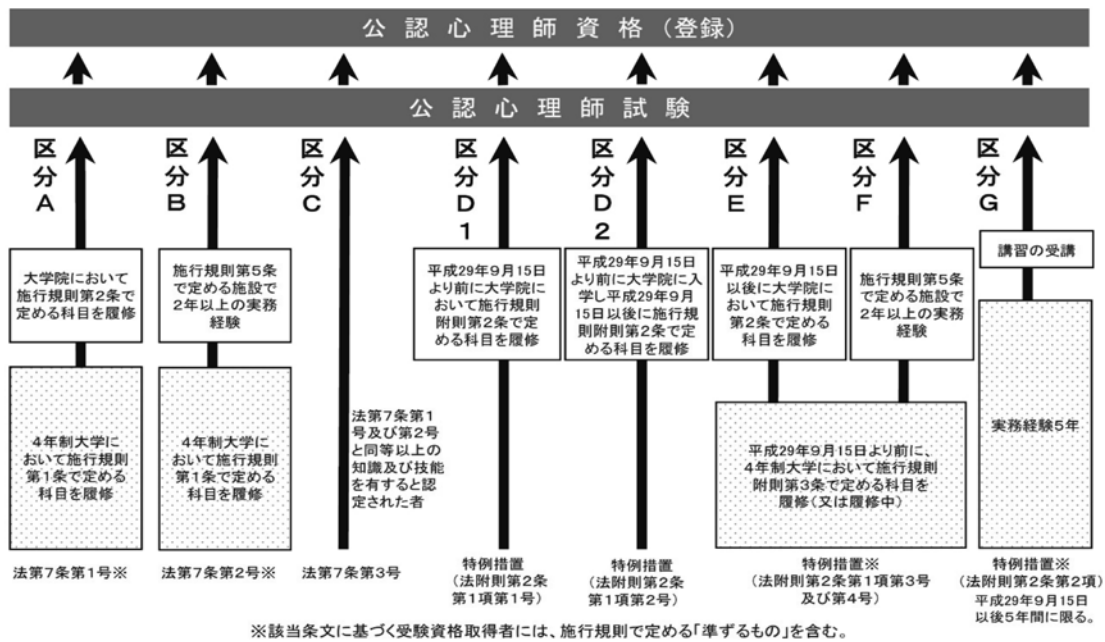 公認心理師資格(登録)
公認心理師試験
区分A
区分B
区分C
区分D1
区分D2
区分E
区分F
区分G
大学院において
施行規則第2条で
定める科目を履修
施行規則第5条
で定める施設で
2年以上の実務
経験
平成29年9月15日
より前に大学院に
おいて施行規則
附則第2条で定
める科目を履修
平成29年9月15日
より前に大学院に入
学し平成29年9月
15日以後に施行規
則附則第2条で定
める科目を履修
平成29年9月15日
以後に大学院に
おいて施行規則
第2条で定める
科目を履修
施行規則第5条
で定める施設で
2年以上の実務
経験
講習の受講
4年制大学に
おいて施行規則
第1条で定める
科目を履修
4年制大学に
おいて施行規則
第1条で定める
科目を履修
法第7条第1
号及び第2号
と同等以上の
知識及び技能
を有すると認
定された者
平成29年9月15日より前に、
4年制大学において施行規則
附則第3条で定める科目を
履修(又は履修中)
実務経験5年
法第7条第1号※
法第7条第2号※
法第7条第3号
特例措置
(法附則第2条
第1項第1号)
特例措置
(法附則第2条
第1項第2号)
特例措置※
(法附則第2条第1項第3号
及び第4号)
特例措置※
(法附則第2条第2項)
平成29年9月15日
以後5年間に限る。
※該当条文に基づく受験資格取得者には、施行規則で定める「準ずるもの」を含む。